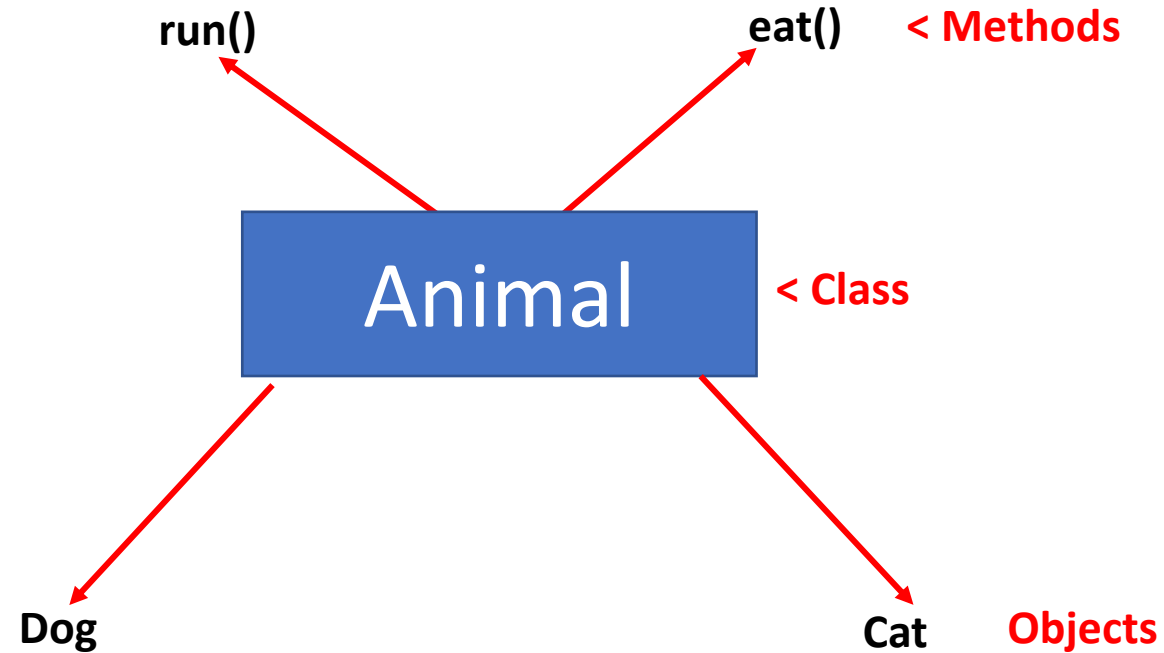 run()
eat() < Methods
Animal
< Class
Dog
Cat
Objects